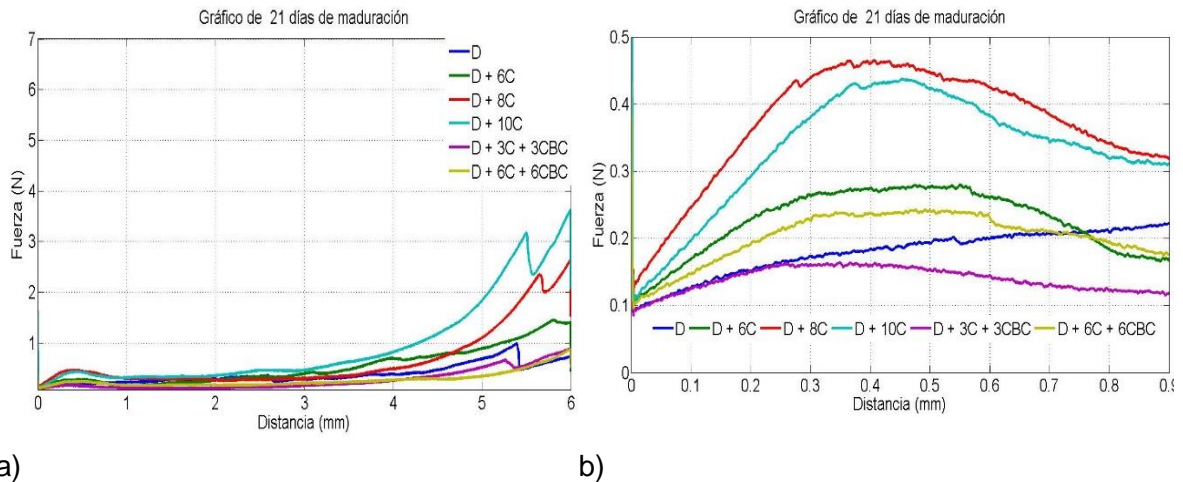 Gráfico de 21 días de maduración
7
6
5
4
3
2
1
0
1
2
3
4
5
6
Fuerza (N)
Distancia (mm)
D
D + 6C
D + 8C
D + 10C
D + 3C + 3CBC
D + 6C + 6CBC
a)
Gráfico de 21 días de maduración
0.5
0.4
0.3
0.2
0.1
0
0
0.1
0.2
0.3
0.4
0.5
0.6
0.7
0.8
0.9
Fuerza (N)
Distancia (mm)
D D + 6C D + 8C D + 10C D + 3C + 3CBC D + 6C + 6CBC
b)